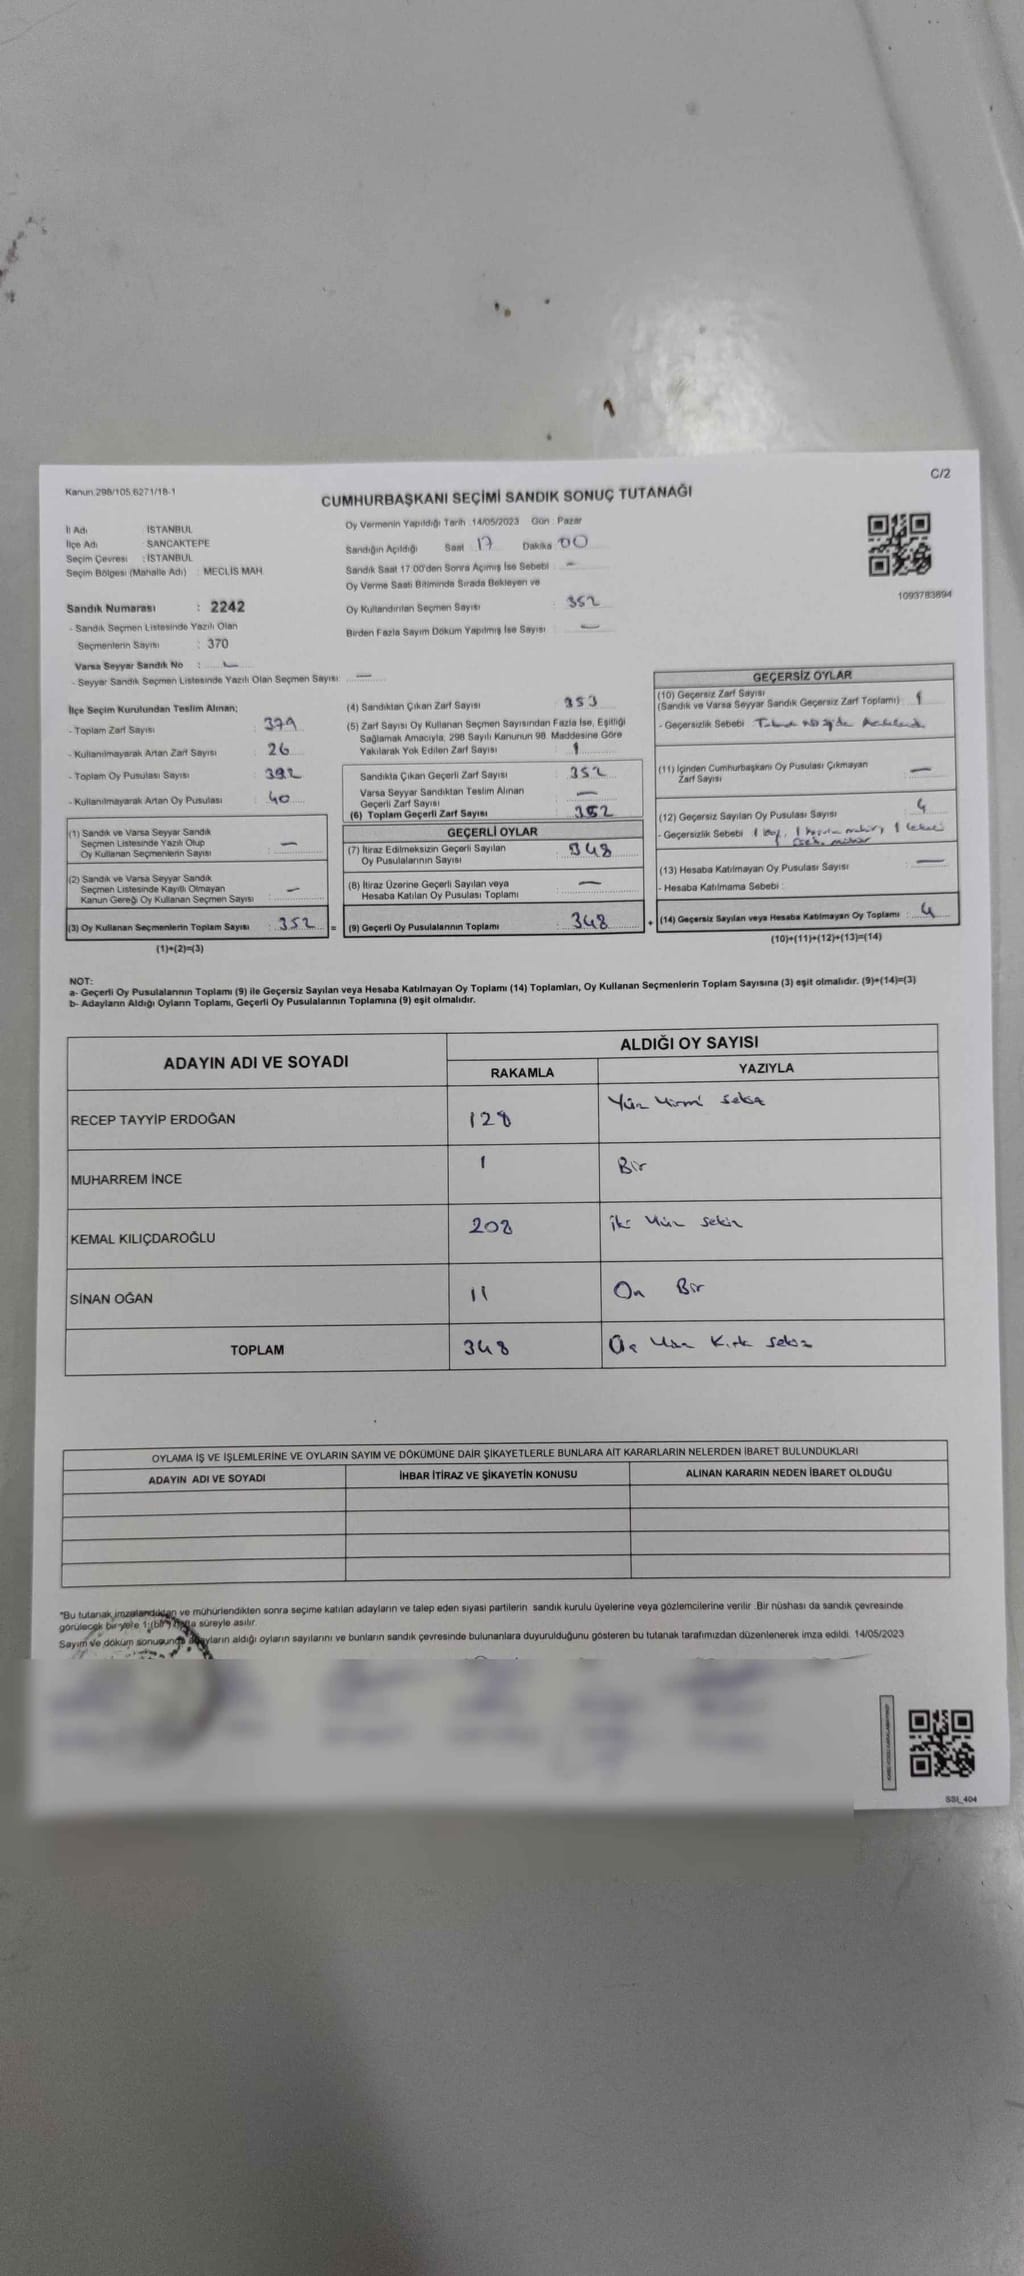 Kanun.298/105,6271/18-1
C/2
CUMHURBAŞKANI SEÇİMİ SANDIK SONUÇ TUTANAĞI
İl Adı : İSTANBUL
İlçe Adı : SANCAKTEPE
Seçim Çevresi : İSTANBUL
Seçim Bölgesi (Mahalle Adı) : MECLİS MAH.
Sandık Numarası : 2242
- Sandık Seçmen Listesinde Yazılı Olan
Seçmenlerin Sayısı : 370
Varsa Seyyar Sandık No : —
- Seyyar Sandık Seçmen Listesinde Yazılı Olan Seçmen Sayısı: —
Oy Vermenin Yapıldığı Tarih :14/05/2023 Gün : Pazar
Sandığın Açıldığı Saat : 17 Dakika : 00
Sandık Saat 17:00'den Sonra Açımış İse Sebebi : —
Oy Verme Saati Bitiminde Sırada Bekleyen ve
Oy Kullandırılan Seçmen Sayısı : 352
Birden Fazla Sayım Döküm Yapılmış İse Sayısı : —
1093783894
İlçe Seçim Kurulundan Teslim Alınan;
- Toplam Zarf Sayısı : 379
- Kullanılmayarak Artan Zarf Sayısı : 26
- Toplam Oy Pusulası Sayısı : 392
- Kullanılmayarak Artan Oy Pusulası : 40
(1) Sandık ve Varsa Seyyar Sandık
Seçmen Listesinde Yazılı Olup
Oy Kullanan Seçmenlerin Sayısı : —
(2) Sandık ve Varsa Seyyar Sandık
Seçmen Listesinde Kayıtlı Olmayan
Kanun Gereği Oy Kullanan Seçmen Sayısı : —
(3) Oy Kullanan Seçmenlerin Toplam Sayısı : 352
(1)+(2)=(3)
(4) Sandıktan Çıkan Zarf Sayısı : 353
(5) Zarf Sayısı Oy Kullanan Seçmen Sayısından Fazla İse, Eşitliği
Sağlamak Amacıyla, 298 Sayılı Kanunun 98. Maddesine Göre
Yakılarak Yok Edilen Zarf Sayısı : 1
Sandıkta Çıkan Geçerli Zarf Sayısı : 352
Varsa Seyyar Sandıktan Teslim Alınan
Geçerli Zarf Sayısı : —
(6) Toplam Geçerli Zarf Sayısı : 352
GEÇERLİ OYLAR
(7) İtiraz Edilmeksizin Geçerli Sayılan
Oy Pusulalarının Sayısı : 348
(8) İtiraz Üzerine Geçerli Sayılan veya
Hesaba Katılan Oy Pusulası Toplamı : —
= (9) Geçerli Oy Pusulalarının Toplamı : 348
GEÇERSİZ OYLAR
(10) Geçersiz Zarf Sayısı
(Sandık ve Varsa Seyyar Sandık Geçersiz Zarf Toplamı) : 1
- Geçersizlik Sebebi :
(11) İçinden Cumhurbaşkanı Oy Pusulası Çıkmayan
Zarf Sayısı : —
(12) Geçersiz Sayılan Oy Pusulası Sayısı : 4
- Geçersizlik Sebebi :
(13) Hesaba Katılmayan Oy Pusulası Sayısı : —
- Hesaba Katılmama Sebebi :
+ (14) Geçersiz Sayılan veya Hesaba Katılmayan Oy Toplamı : 4
(10)+(11)+(12)+(13)=(14)
NOT:
a- Geçerli Oy Pusulalarının Toplamı (9) ile Geçersiz Sayılan veya Hesaba Katılmayan Oy Toplamı (14) Toplamları, Oy Kullanan Seçmenlerin Toplam Sayısına (3) eşit olmalıdır. (9)+(14)=(3)
b- Adayların Aldığı Oyların Toplamı, Geçerli Oy Pusulalarının Toplamına (9) eşit olmalıdır.
ADAYIN ADI VE SOYADI ALDIĞI OY SAYISI
RAKAMLA YAZIYLA
RECEP TAYYİP ERDOĞAN 128 Yüz Yirmi Sekiz
MUHARREM İNCE 1 Bir
KEMAL KILIÇDAROĞLU 208 İki Yüz Sekiz
SİNAN OĞAN 11 On Bir
TOPLAM 348 Üç Yüz Kırk Sekiz
OYLAMA İŞ VE İŞLEMLERİNE VE OYLARIN SAYIM VE DÖKÜMÜNE DAİR ŞİKAYETLERLE BUNLARA AİT KARARLARIN NELERDEN İBARET BULUNDUKLARI
ADAYIN ADI VE SOYADI İHBAR İTİRAZ VE ŞİKAYETİN KONUSU ALINAN KARARIN NEDEN İBARET OLDUĞU
*Bu tutanak imzalandıktan ve mühürlendikten sonra seçime katılan adayların ve talep eden siyasi partilerin sandık kurulu üyelerine veya gözlemcilerine verilir .Bir nüshası da sandık çevresinde
görülecek bir yere 1 (bir) hafta süreyle asılır.
Sayım ve döküm sonucunda adayların aldığı oyların sayılarını ve bunların sandık çevresinde bulunanlara duyurulduğunu gösteren bu tutanak tarafımızdan düzenlenerek imza edildi. 14/05/2023
SSI_404